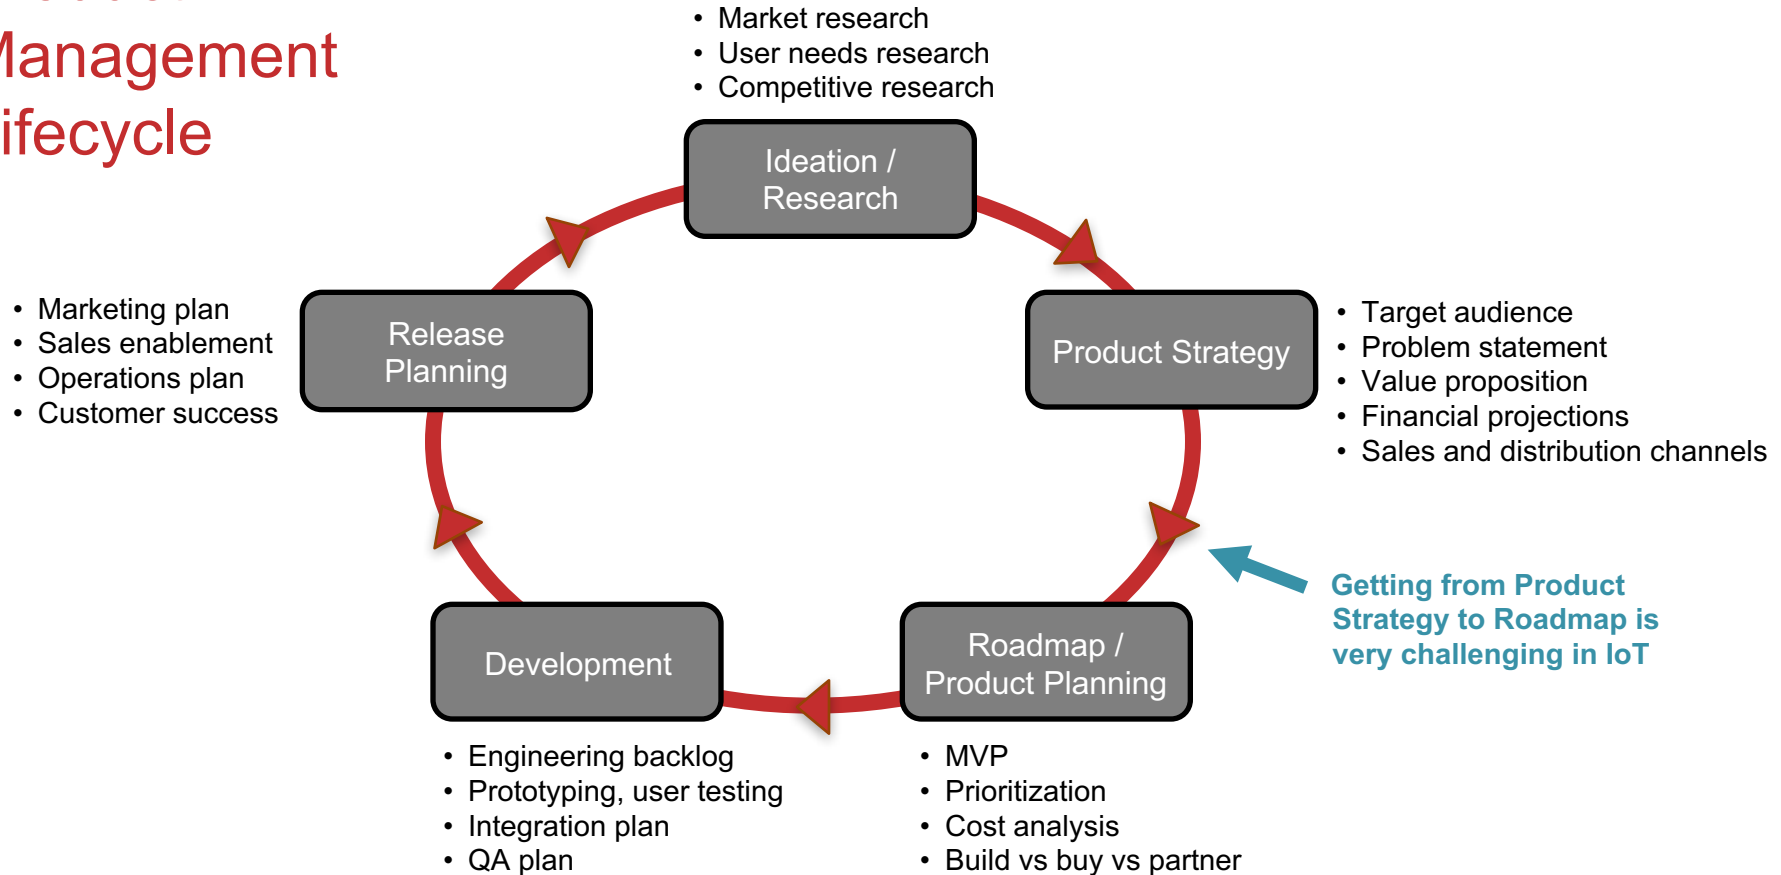 Management
Lifecycle
• Market research
• User needs research
• Competitive research
Ideation /
Research
Release
Planning
• Marketing plan
• Sales enablement
• Operations plan
• Customer success
Product Strategy
• Target audience
• Problem statement
• Value proposition
• Financial projections
• Sales and distribution channels
Getting from Product
Strategy to Roadmap is
very challenging in IoT
Development
Roadmap /
Product Planning
• Engineering backlog
• Prototyping, user testing
• Integration plan
• QA plan
• MVP
• Prioritization
• Cost analysis
• Build vs buy vs partner